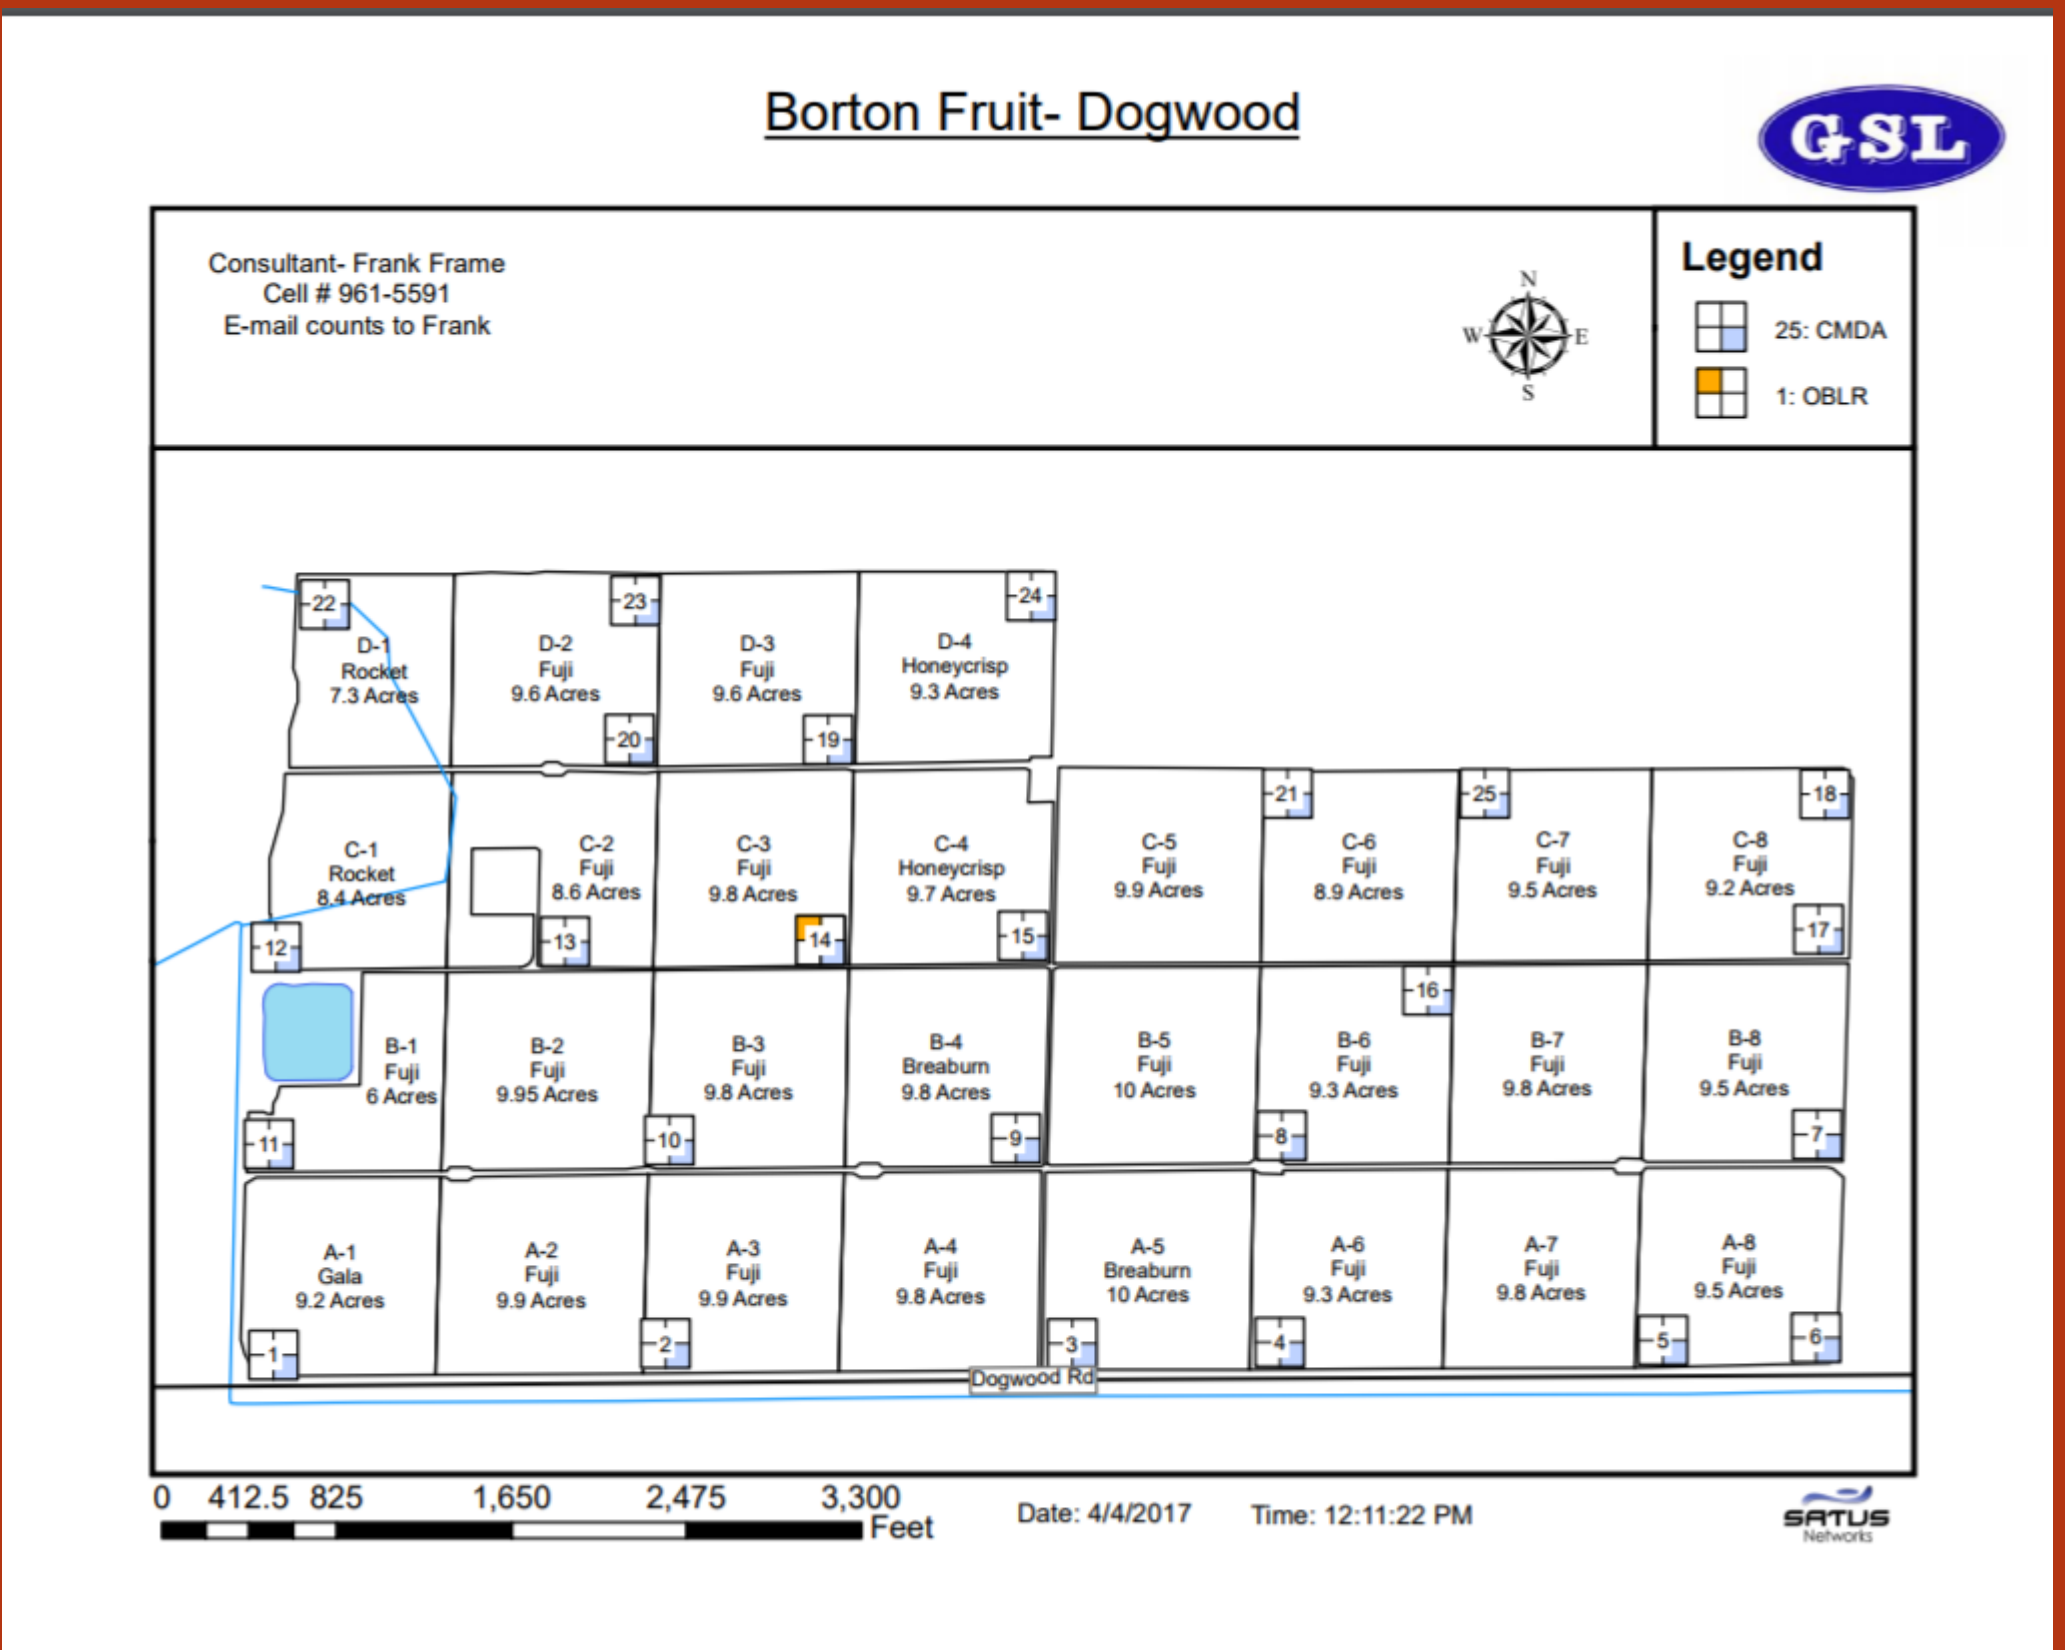 Borton Fruit- Dogwood
GSL
Consultant- Frank Frame
Cell # 961-5591
E-mail counts to Frank
N
W E
S
Legend
25: CMDA
1: OBLR
22
23
24
D-1
Rocket
7.3 Acres
D-2
Fuji
9.6 Acres
D-3
Fuji
9.6 Acres
D-4
Honeycrisp
9.3 Acres
20
19
21
25
18
C-1
Rocket
8.4 Acres
C-2
Fuji
8.6 Acres
C-3
Fuji
9.8 Acres
C-4
Honeycrisp
9.7 Acres
C-5
Fuji
9.9 Acres
C-6
Fuji
8.9 Acres
C-7
Fuji
9.5 Acres
C-8
Fuji
9.2 Acres
12
13
14
15
17
16
B-1
Fuji
6 Acres
B-2
Fuji
9.95 Acres
B-3
Fuji
9.8 Acres
B-4
Breaburn
9.8 Acres
B-5
Fuji
10 Acres
B-6
Fuji
9.3 Acres
B-7
Fuji
9.8 Acres
B-8
Fuji
9.5 Acres
11
10
9
8
7
A-1
Gala
9.2 Acres
A-2
Fuji
9.9 Acres
A-3
Fuji
9.9 Acres
A-4
Fuji
9.8 Acres
A-5
Breaburn
10 Acres
A-6
Fuji
9.3 Acres
A-7
Fuji
9.8 Acres
A-8
Fuji
9.5 Acres
1
2
3
4
5
6
Dogwood Rd
0 412.5 825 1,650 2,475 3,300
Feet
Date: 4/4/2017 Time: 12:11:22 PM
SATUS
Networks